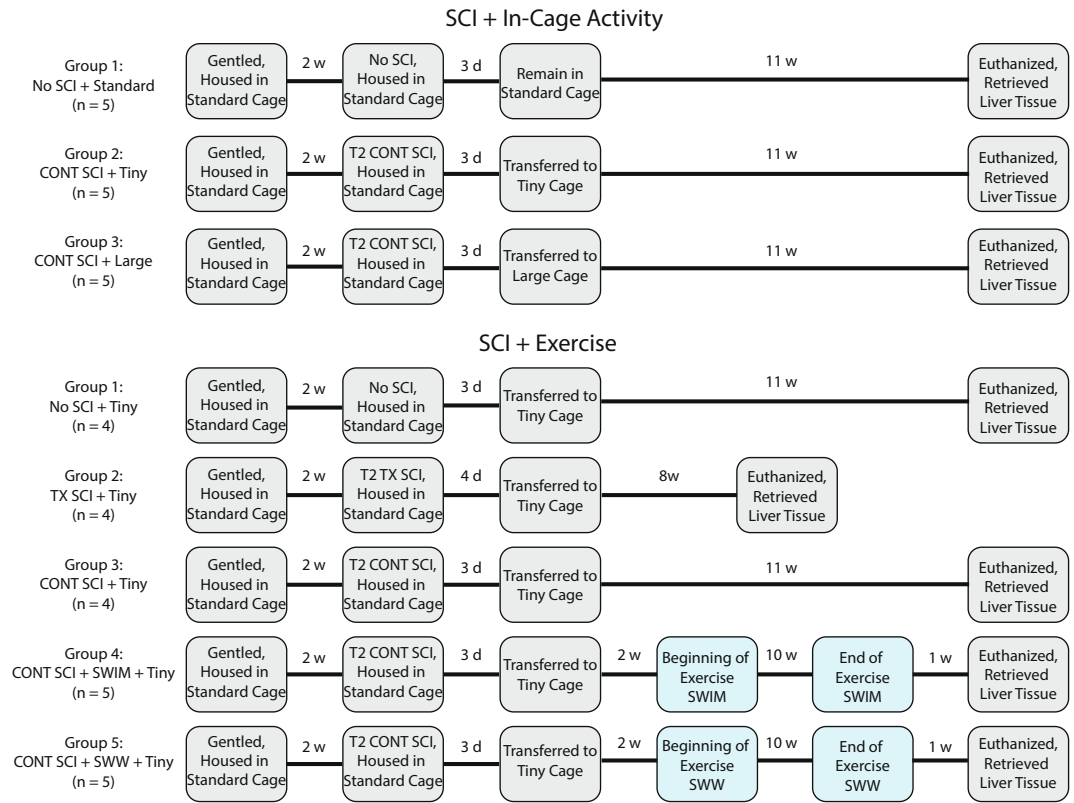 SCI + In-Cage Activity
Group 1:
No SCI + Standard
(n = 5)
Gentled,
Housed in
Standard Cage
2 w
No SCI,
Housed in
Standard Cage
3 d
Remain in
Standard Cage
11 w
Euthanized,
Retrieved
Liver Tissue
Group 2:
CONT SCI + Tiny
(n = 5)
Gentled,
Housed in
Standard Cage
2 w
T2 CONT SCI,
Housed in
Standard Cage
3 d
Transferred to
Tiny Cage
11 w
Euthanized,
Retrieved
Liver Tissue
Group 3:
CONT SCI + Large
(n = 5)
Gentled,
Housed in
Standard Cage
2 w
T2 CONT SCI,
Housed in
Standard Cage
3 d
Transferred to
Large Cage
11 w
Euthanized,
Retrieved
Liver Tissue
SCI + Exercise
Group 1:
No SCI + Tiny
(n = 4)
Gentled,
Housed in
Standard Cage
2 w
No SCI,
Housed in
Standard Cage
3 d
Transferred to
Tiny Cage
11 w
Euthanized,
Retrieved
Liver Tissue
Group 2:
TX SCI + Tiny
(n = 4)
Gentled,
Housed in
Standard Cage
2 w
T2 TX SCI,
Housed in
Standard Cage
4 d
Transferred to
Tiny Cage
8w
Euthanized,
Retrieved
Liver Tissue
Group 3:
CONT SCI + Tiny
(n = 4)
Gentled,
Housed in
Standard Cage
2 w
T2 CONT SCI,
Housed in
Standard Cage
3 d
Transferred to
Tiny Cage
11 w
Euthanized,
Retrieved
Liver Tissue
Group 4:
CONT SCI + SWIM + Tiny
(n = 5)
Gentled,
Housed in
Standard Cage
2 w
T2 CONT SCI,
Housed in
Standard Cage
3 d
Transferred to
Tiny Cage
2 w
Beginning of
Exercise
SWIM
10 w
End of
Exercise
SWIM
1 w
Euthanized,
Retrieved
Liver Tissue
Group 5:
CONT SCI + SWW + Tiny
(n = 5)
Gentled,
Housed in
Standard Cage
2 w
T2 CONT SCI,
Housed in
Standard Cage
3 d
Transferred to
Tiny Cage
2 w
Beginning of
Exercise
SWW
10 w
End of
Exercise
SWW
1 w
Euthanized,
Retrieved
Liver Tissue